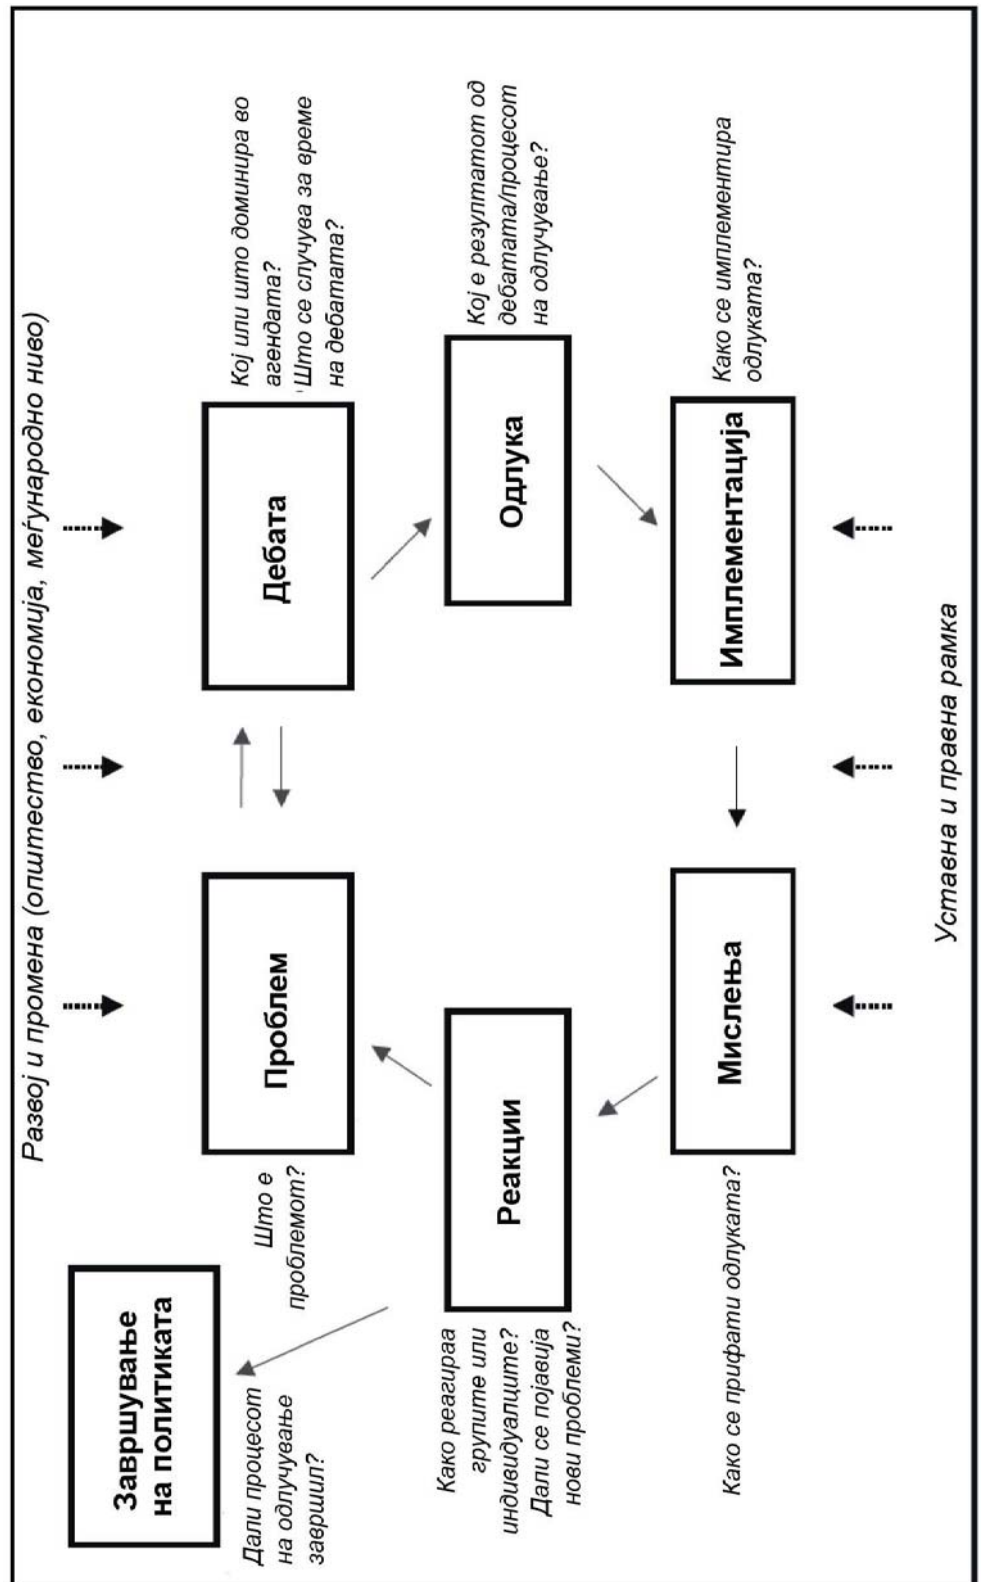 Развој и промена (општество, економија, меѓународно ниво)
Завршување
на политиката
Дали процесот
на одлучување
завршил?
Што е
проблемот?
Проблем
Дебата
Кој или што доминира во
агендата?
Што се случува за време
на дебатата?
Како реагираа
групите или
индивидуалците?
Дали се појавија
нови проблеми?
Реакции
Одлука
Кој е резултатот од
дебатата/процесот
на одлучување?
Како се прифати одлуката?
Мислења
Имплементација
Како се имплементира
одлуката?
Уставна и правна рамка